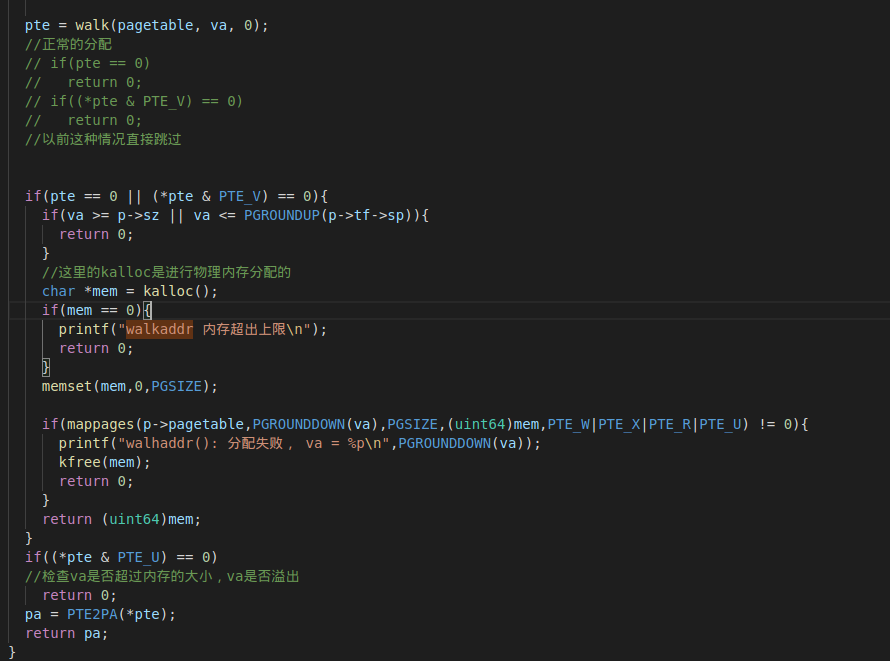 pte = walk(pagetable, va, 0);
//正常的分配
// if(pte == 0)
//   return 0;
// if((*pte & PTE_V) == 0)
//   return 0;
//以前这种情况直接跳过
if(pte == 0 || (*pte & PTE_V) == 0){
if(va >= p->sz || va <= PGROUNDUP(p->tf->sp)){
return 0;
}
//这里的kalloc是进行物理内存分配的
char *mem = kalloc();
if(mem == 0){
printf("walkaddr 内存超出上限\n");
return 0;
}
memset(mem,0,PGSIZE);
if(mappages(p->pagetable,PGROUNDDOWN(va),PGSIZE,(uint64)mem,PTE_W|PTE_X|PTE_R|PTE_U) != 0){
printf("walhaddr(): 分配失败， va = %p\n",PGROUNDDOWN(va));
kfree(mem);
return 0;
}
return (uint64)mem;
}
if((*pte & PTE_U) == 0)
//检查va是否超过内存的大小，va是否溢出
return 0;
pa = PTE2PA(*pte);
return pa;
}